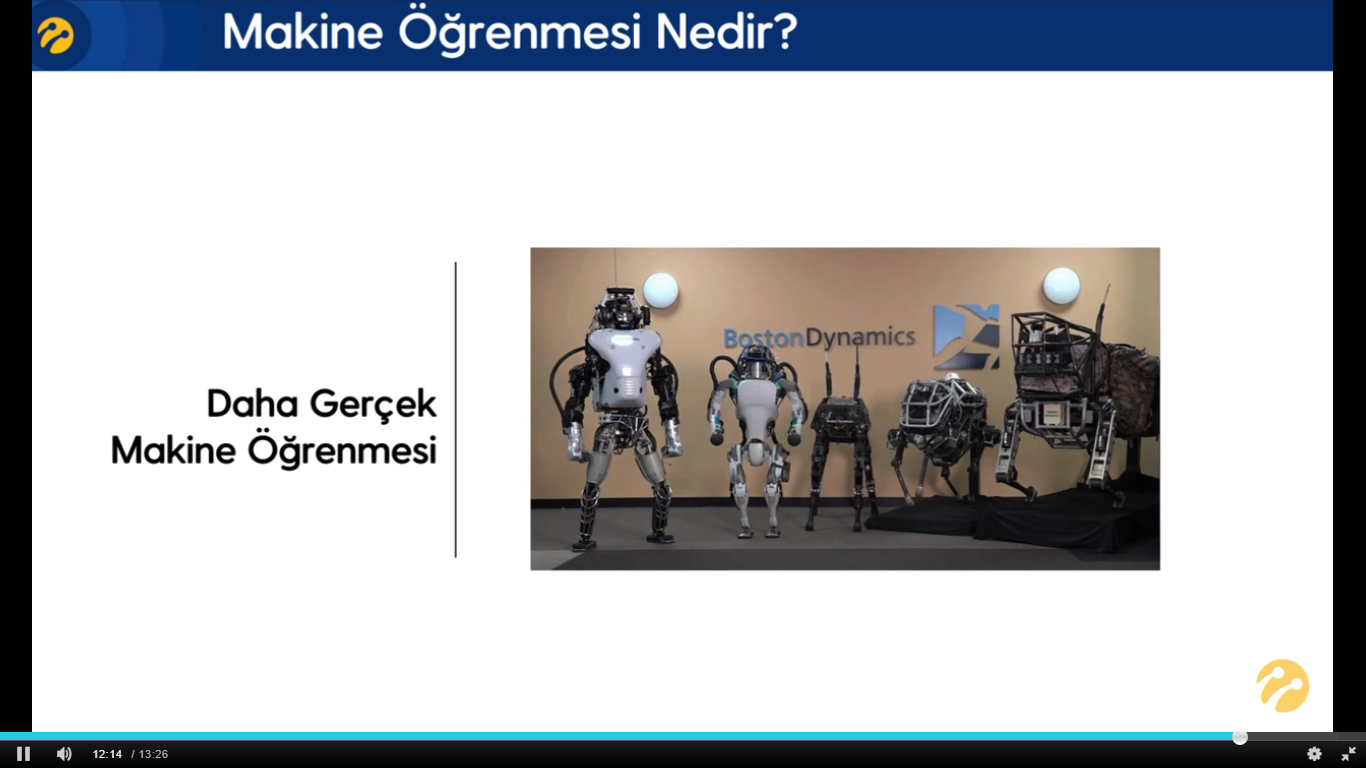 Makine Öğrenmesi Nedir?
Daha Gerçek
Makine Öğrenmesi
BostonDynamics
12:14 / 13:26